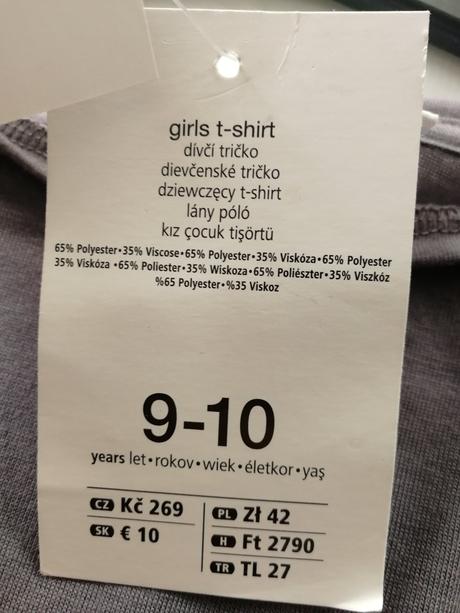 girls t-shirt
dívčí tričko
dievčenské tričko
dziewczęcy t-shirt
lány póló
kız çocuk tişörtü
65% Polyester•35% Viscose•65% Polyester•35% Viskóza•65% Polyester
35% Viskóza •65% Poliester•35% Wiskoza•65% Poliészter•35% Viszkóz
%65 Polyester•%35 Viskoz
9-10
years let•rokov•wiek•életkor•yaş
CZ Kč 269
SK € 10
PL Zł 42
H Ft 2790
TR TL 27